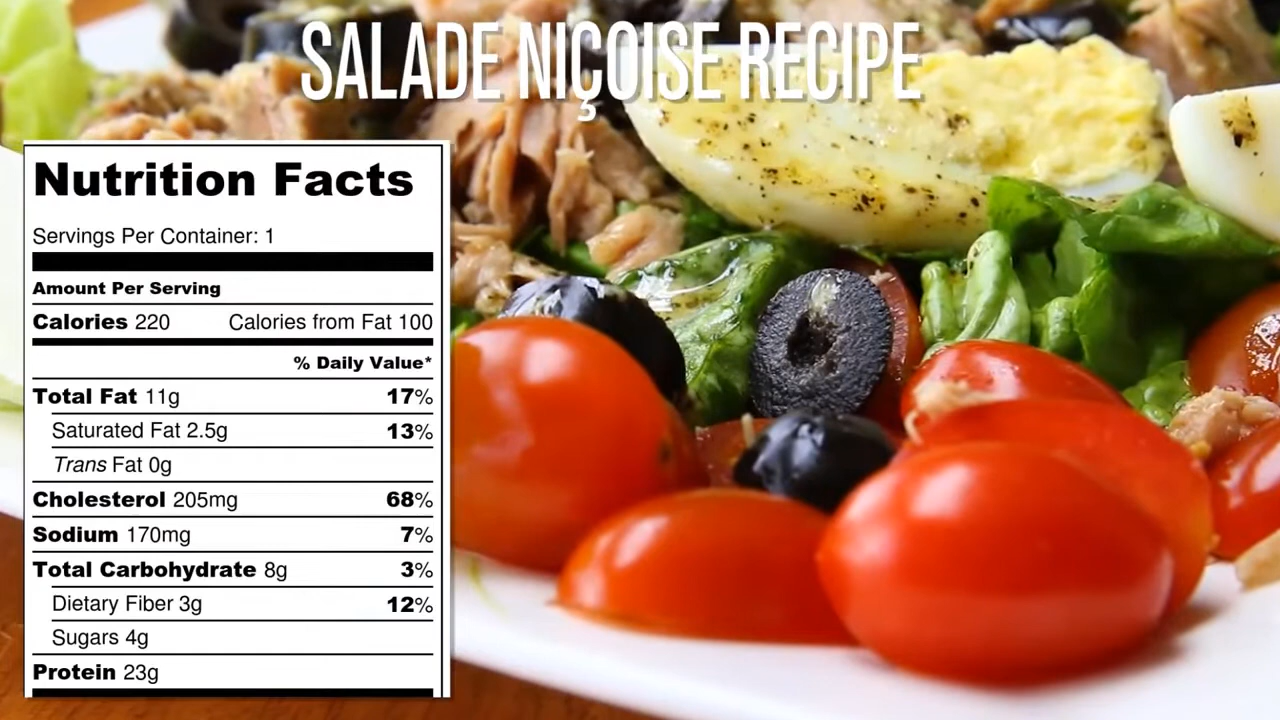 SALADE NIÇOISE RECIPE
Nutrition Facts
Servings Per Container: 1
Amount Per Serving
Calories 220 Calories from Fat 100
% Daily Value*
Total Fat 11g 17%
Saturated Fat 2.5g 13%
Trans Fat 0g
Cholesterol 205mg 68%
Sodium 170mg 7%
Total Carbohydrate 8g 3%
Dietary Fiber 3g 12%
Sugars 4g
Protein 23g